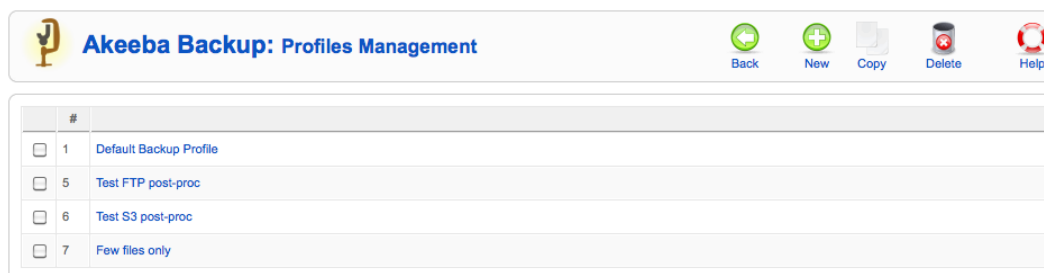 Akeeba Backup: Profiles Management
Back New Copy Delete Help
#
1 Default Backup Profile
5 Test FTP post-proc
6 Test S3 post-proc
7 Few files only